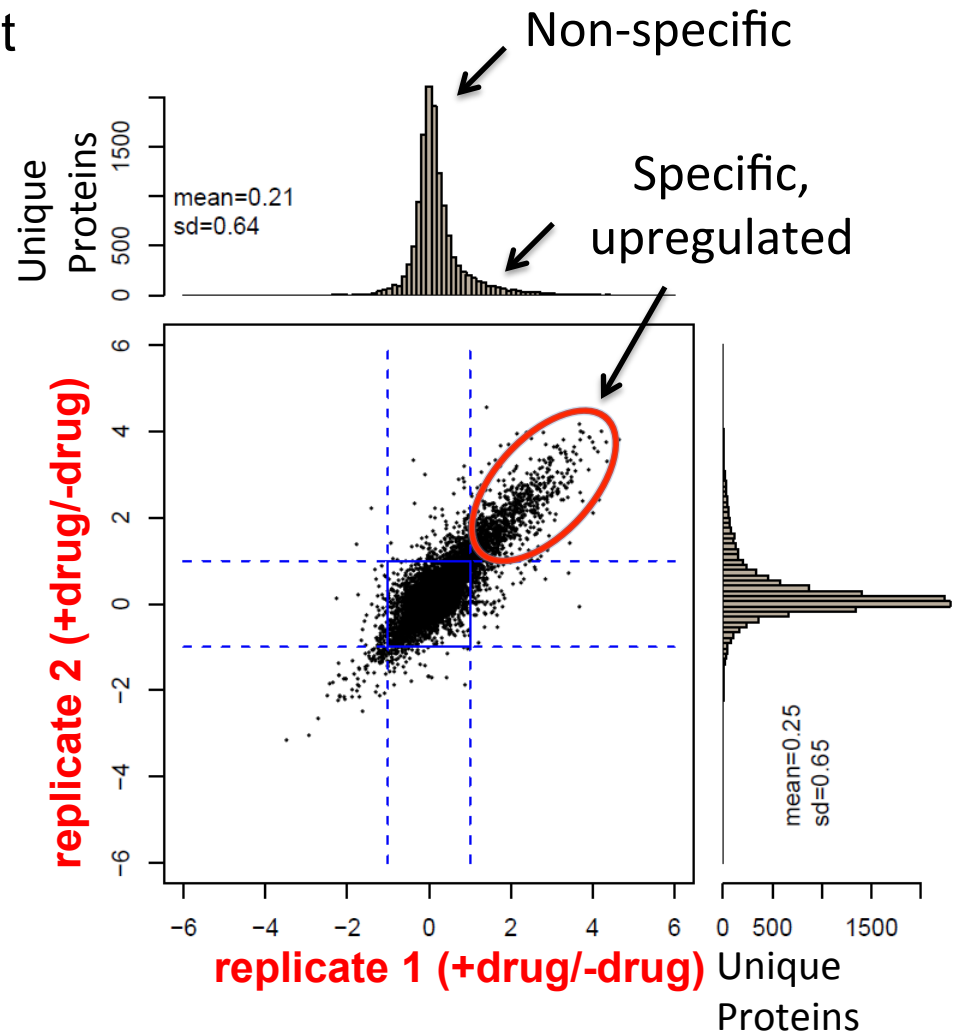 t
Non-specific
Specific,
upregulated
Unique
Proteins
0
500
1500
mean=0.21
sd=0.64
replicate 2 (+drug/-drug)
6
4
2
0
−2
−4
−6
mean=0.25
sd=0.65
−6 −4 −2 0 2 4 6
0 500 1500
replicate 1 (+drug/-drug)
Unique
Proteins